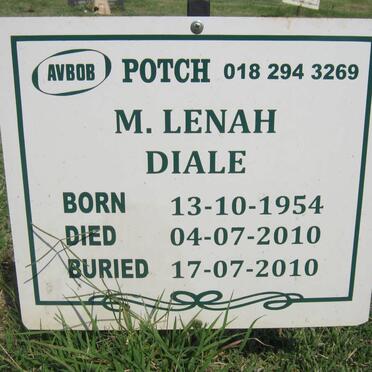 AVBOB POTCH 018 294 3269
M. LENAH
DIALE
BORN 13-10-1954
DIED 04-07-2010
BURIED 17-07-2010